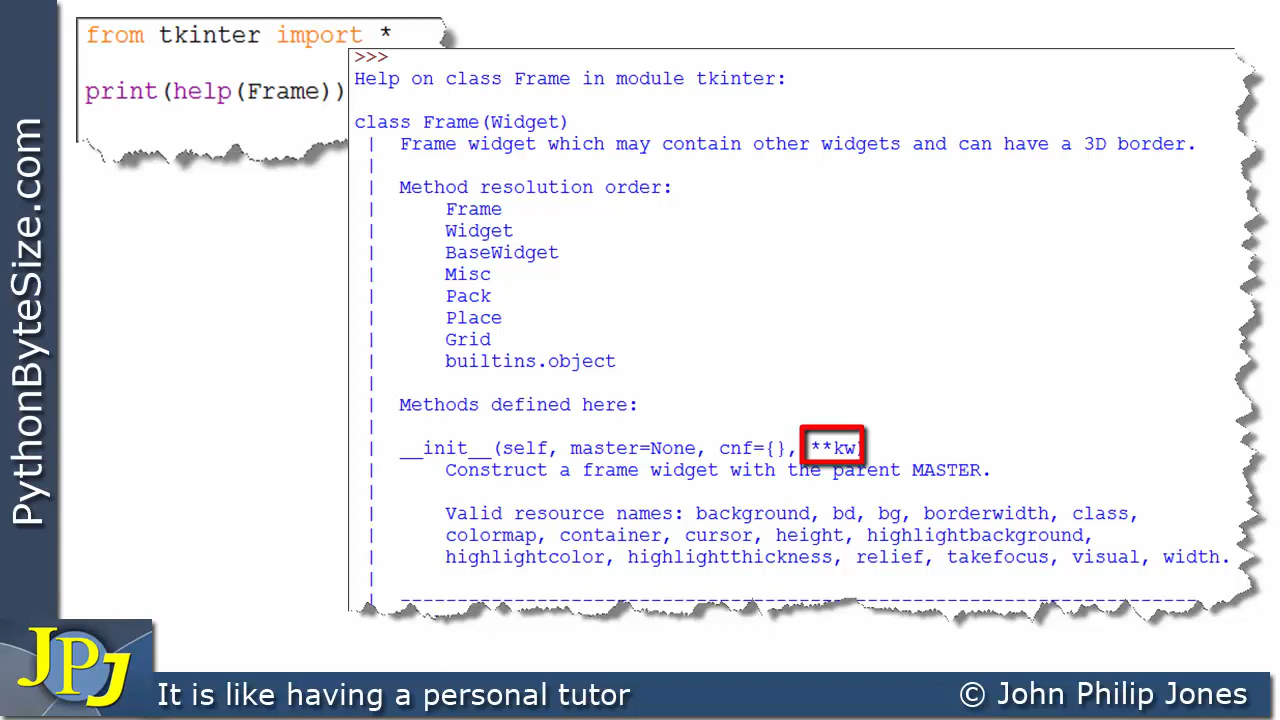 from tkinter import *
print(help(Frame))
>>>
Help on class Frame in module tkinter:
class Frame(Widget)
| Frame widget which may contain other widgets and can have a 3D border.
|
| Method resolution order:
| Frame
| Widget
| BaseWidget
| Misc
| Pack
| Place
| Grid
| builtins.object
|
| Methods defined here:
|
| __init__(self, master=None, cnf={}, **kw)
| Construct a frame widget with the parent MASTER.
|
| Valid resource names: background, bd, bg, borderwidth, class,
| colormap, container, cursor, height, highlightbackground,
| highlightcolor, highlightthickness, relief, takefocus, visual, width.
|
| ----------------------------------------------------------------------
PythonByteSize.com
JPJ
It is like having a personal tutor
© John Philip Jones